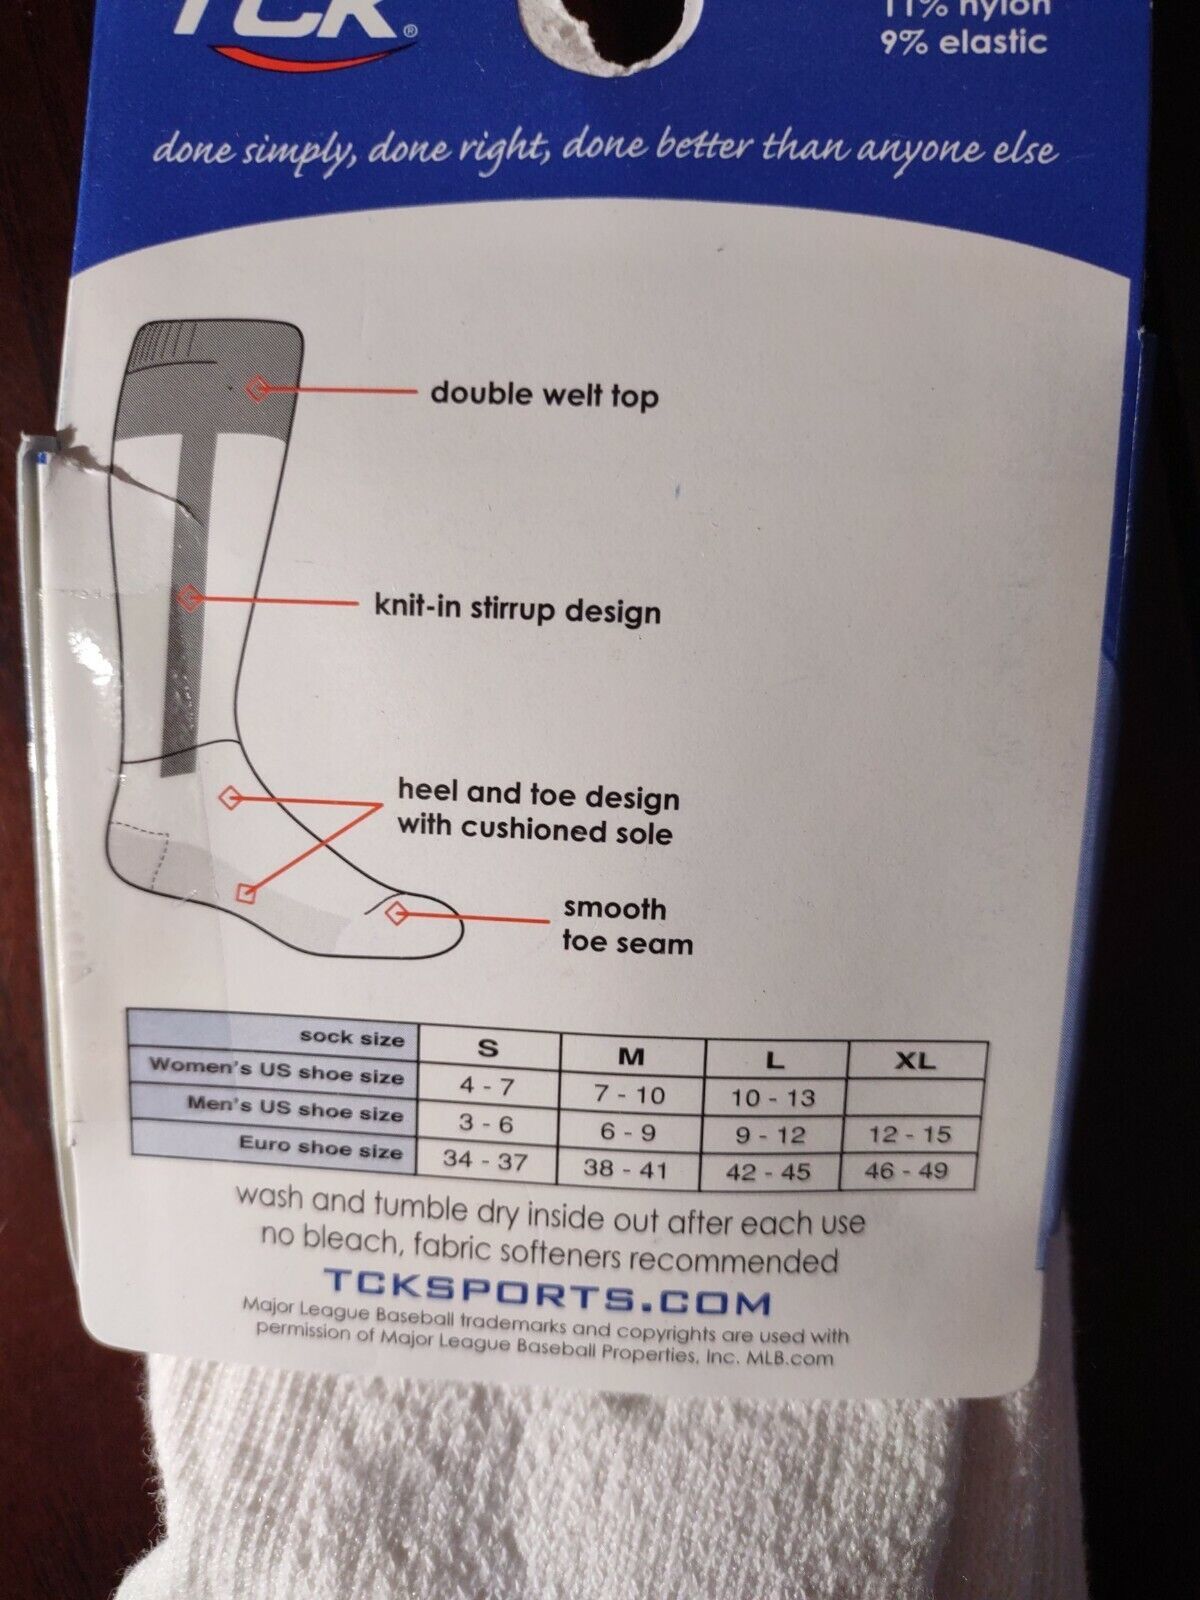 TCK®
11% nylon
9% elastic
done simply, done right, done better than anyone else
double welt top
knit-in stirrup design
heel and toe design
with cushioned sole
smooth
toe seam
sock size S M L XL
Women's US shoe size 4 - 7 7 - 10 10 - 13
Men's US shoe size 3 - 6 6 - 9 9 - 12 12 - 15
Euro shoe size 34 - 37 38 - 41 42 - 45 46 - 49
wash and tumble dry inside out after each use
no bleach, fabric softeners recommended
TCKSPORTS.COM
Major League Baseball trademarks and copyrights are used with
permission of Major League Baseball Properties, Inc. MLB.com